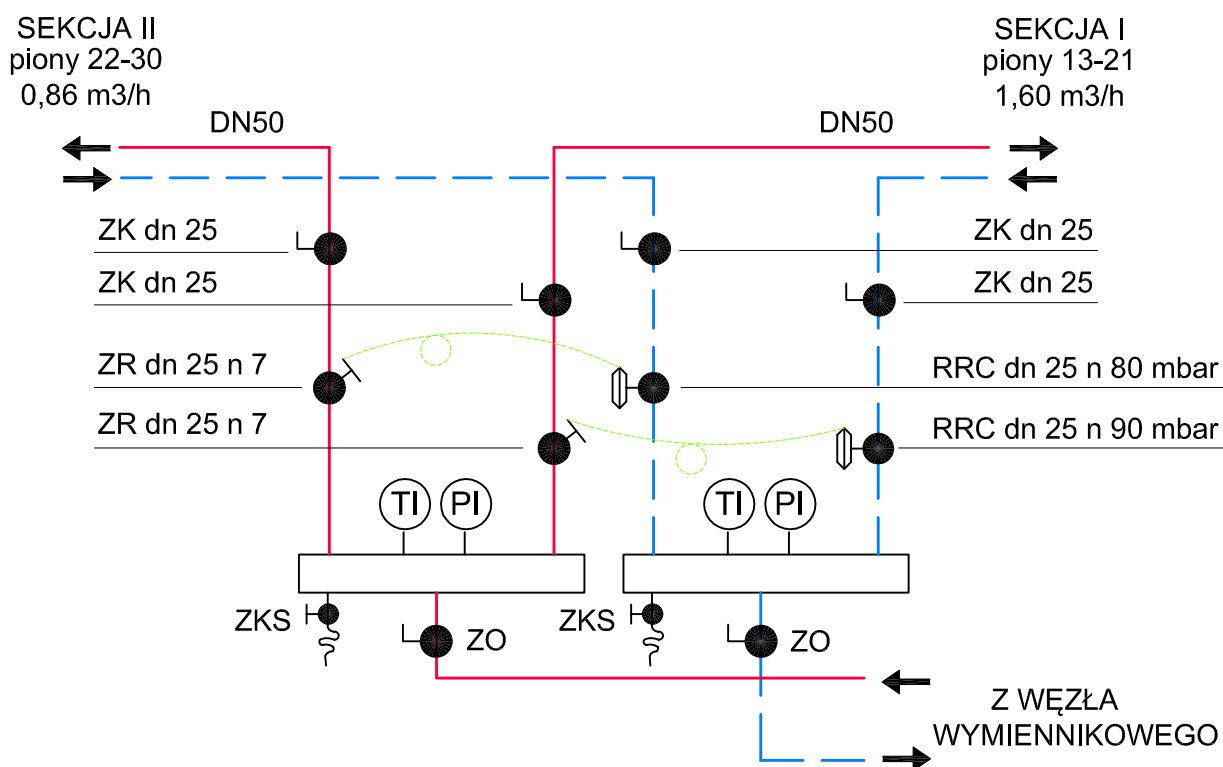 SEKCJA II
piony 22-30
0,86 m3/h
SEKCJA I
piony 13-21
1,60 m3/h
DN50
DN50
ZK dn 25
ZK dn 25
ZK dn 25
ZK dn 25
ZR dn 25 n 7
RRC dn 25 n 80 mbar
ZR dn 25 n 7
RRC dn 25 n 90 mbar
TI
PI
TI
PI
ZKS
ZO
ZKS
ZO
Z WĘZŁA
WYMIENNIKOWEGO